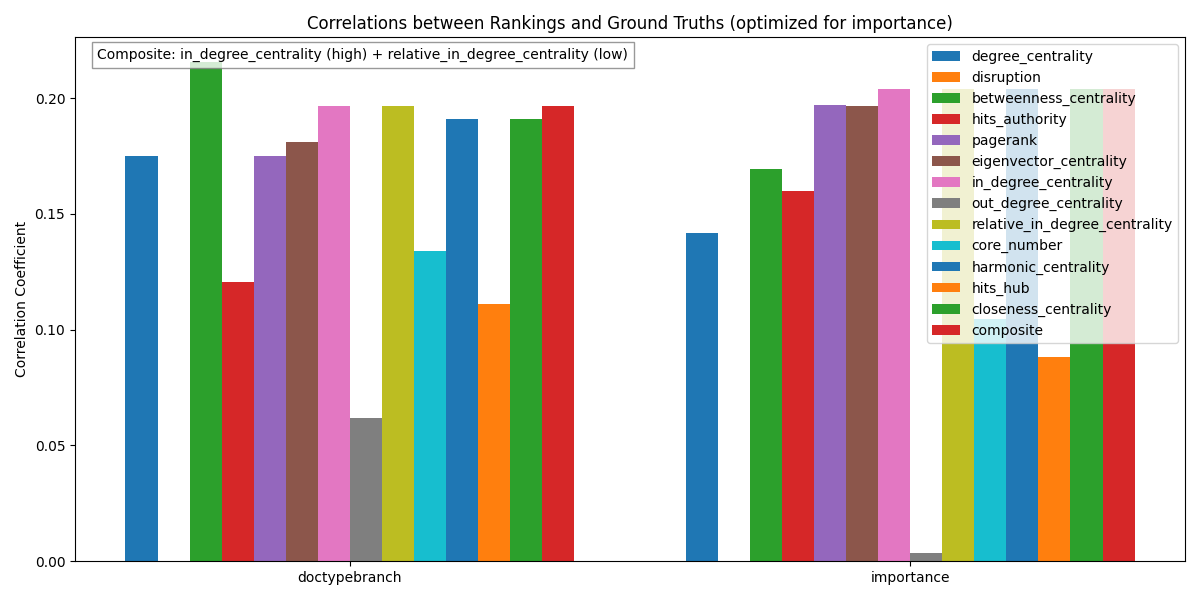 Correlations between Rankings and Ground Truths (optimized for importance)
Composite: in_degree_centrality (high) + relative_in_degree_centrality (low)
degree_centrality
disruption
betweenness_centrality
hits_authority
pagerank
eigenvector_centrality
in_degree_centrality
out_degree_centrality
relative_in_degree_centrality
core_number
harmonic_centrality
hits_hub
closeness_centrality
composite
Correlation Coefficient
0.20
0.15
0.10
0.05
0.00
doctypebranch
importance